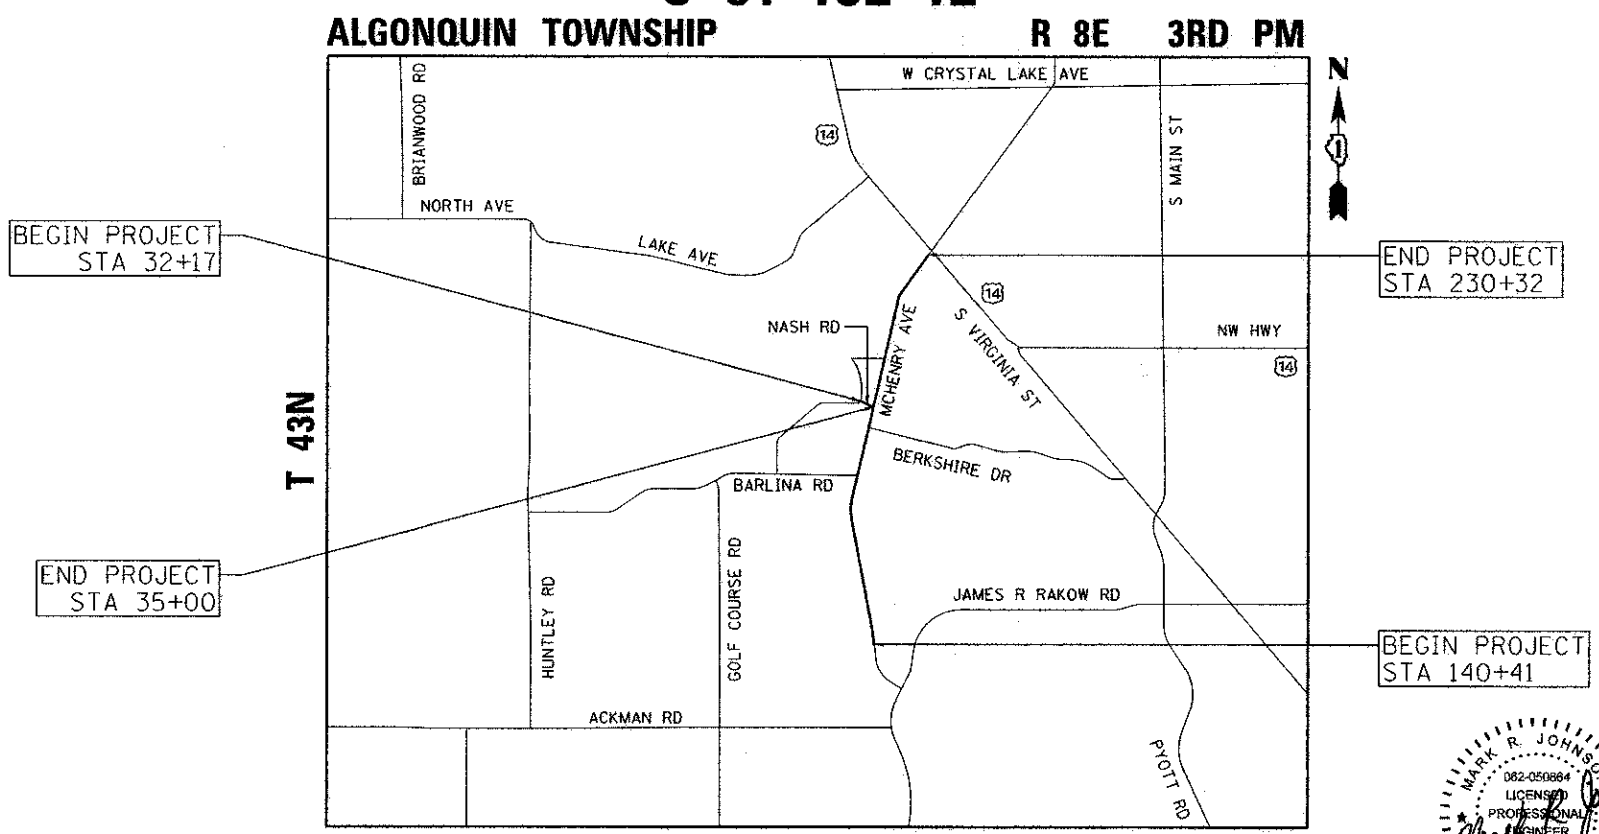 ALGONQUIN TOWNSHIP R 8E 3RD PM
W CRYSTAL LAKE AVE
N
BRIANWOOD RD
14
S MAIN ST
1
NORTH AVE
BEGIN PROJECT
STA 32+17
LAKE AVE
END PROJECT
STA 230+32
14
NASH RD
MCHENRY AVE
S VIRGINIA ST
NW HWY
14
T 43N
BERKSHIRE DR
BARLINA RD
END PROJECT
STA 35+00
HUNTLEY RD
GOLF COURSE RD
JAMES R RAKOW RD
BEGIN PROJECT
STA 140+41
ACKMAN RD
PYOTT RD
MARK R. JOHNSO
062-050864
LICENSED
PROFESSIONAL
ENGINEER